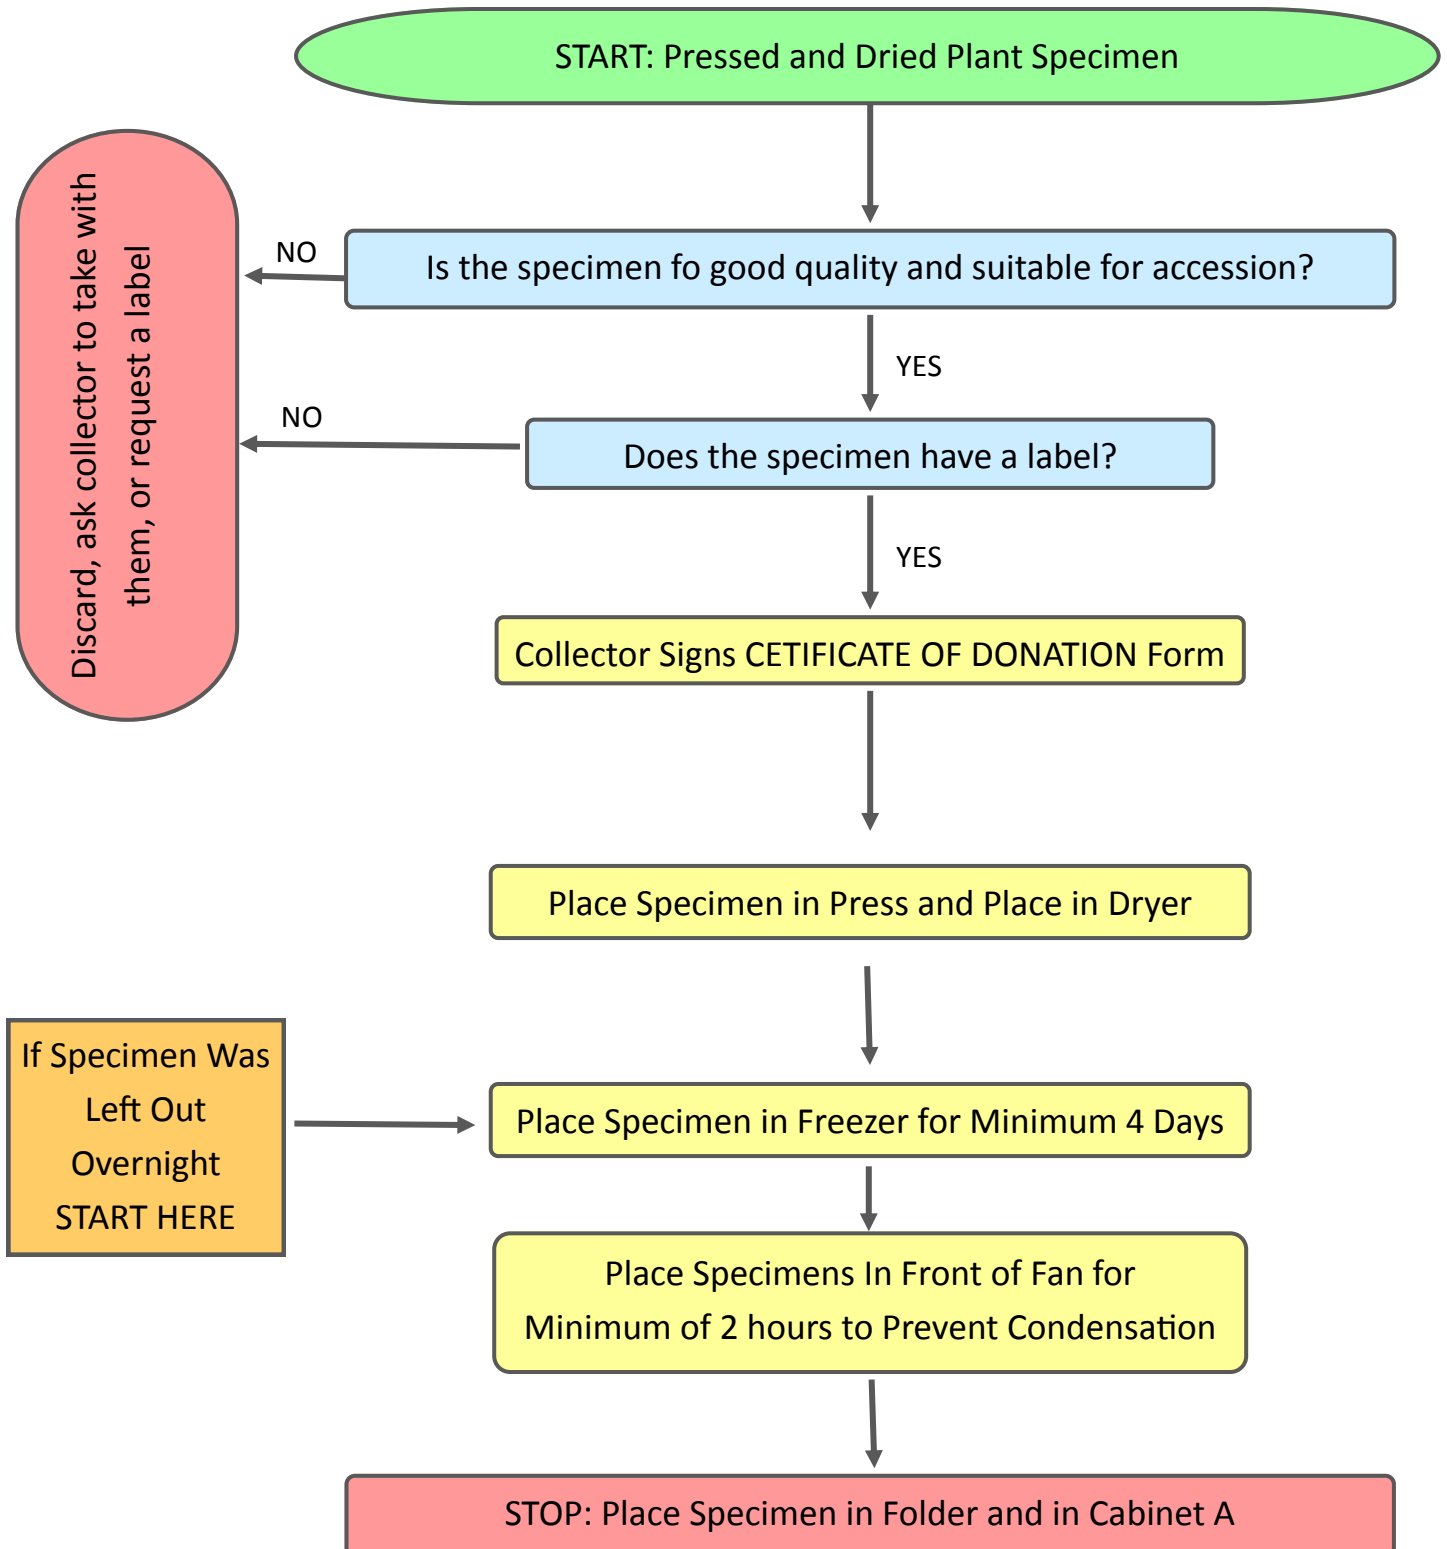 START: Pressed and Dried Plant Specimen
Discard, ask collector to take with
them, or request a label
NO
Is the specimen fo good quality and suitable for accession?
YES
NO
Does the specimen have a label?
YES
Collector Signs CETIFICATE OF DONATION Form
Place Specimen in Press and Place in Dryer
If Specimen Was
Left Out
Overnight
START HERE
Place Specimen in Freezer for Minimum 4 Days
Place Specimens In Front of Fan for
Minimum of 2 hours to Prevent Condensation
STOP: Place Specimen in Folder and in Cabinet A